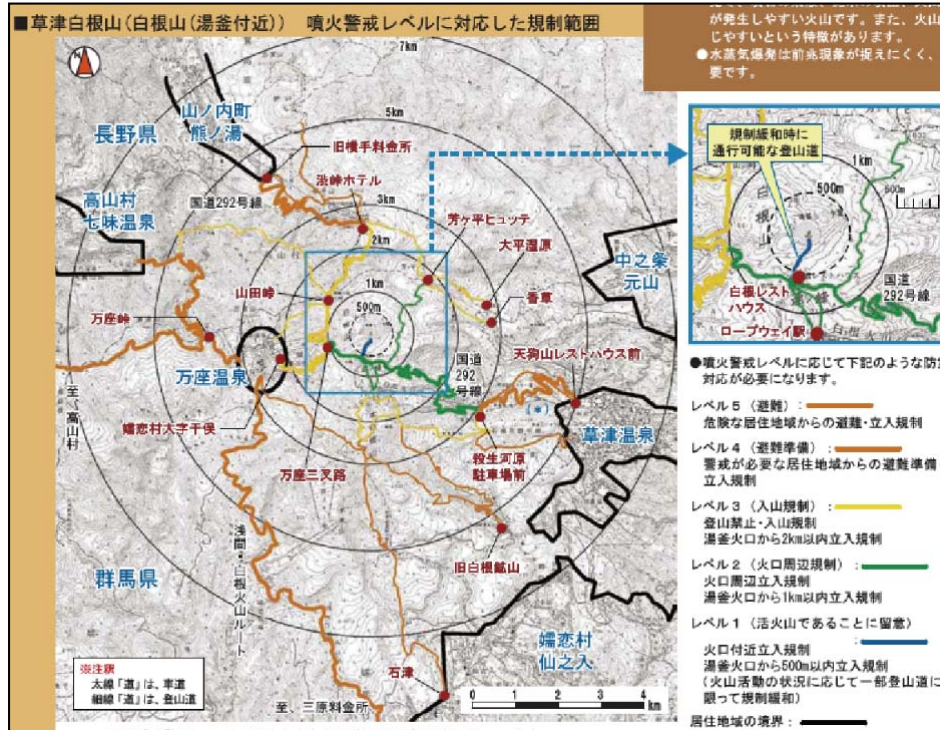 ■草津白根山(白根山(湯釜付近)) 噴火警戒レベルに対応した規制範囲
が発生しやすい火山です。また、火山
じやすいという特徴があります。
●水蒸気爆発は前兆現象が捉えにくく、
要です。
N
7km
5km
3km
2km
1km
500m
長野県
山ノ内町
熊ノ湯
旧横手料金所
渋峠ホテル
国道292号線
高山村
七味温泉
芳ヶ平ヒュッテ
大平湿原
中之条
元山
山田峠
香草
万座峠
万座温泉
国道
292
号線
天狗山レストハウス前
至、高山村
嬬恋村大字干俣
草津温泉
万座三叉路
殺生河原
駐車場前
浅間・白根火山ルート
旧白根鉱山
群馬県
嬬恋村
仙之入
石津
至、三原料金所
※注釈
太線「道」は、車道
細線「道」は、登山道
0 1 2 3 4
km
規制緩和時に
通行可能な登山道
1km
500m
500m
白根レスト
ハウス
国道
292号線
ロープウェイ駅
●噴火警戒レベルに応じて下記のような防災
対応が必要になります。
レベル5(避難):
危険な居住地域からの避難・立入規制
レベル4(避難準備):
警戒が必要な居住地域からの避難準備
立入規制
レベル3(入山規制):
登山禁止・入山規制
湯釜火口から2km以内立入規制
レベル2(火口周辺規制):
火口周辺立入規制
湯釜火口から1km以内立入規制
レベル1(活火山であることに留意)
:
火口付近立入規制
湯釜火口から500m以内立入規制
(火山活動の状況に応じて一部登山道に
限って規制緩和)
居住地域の境界: